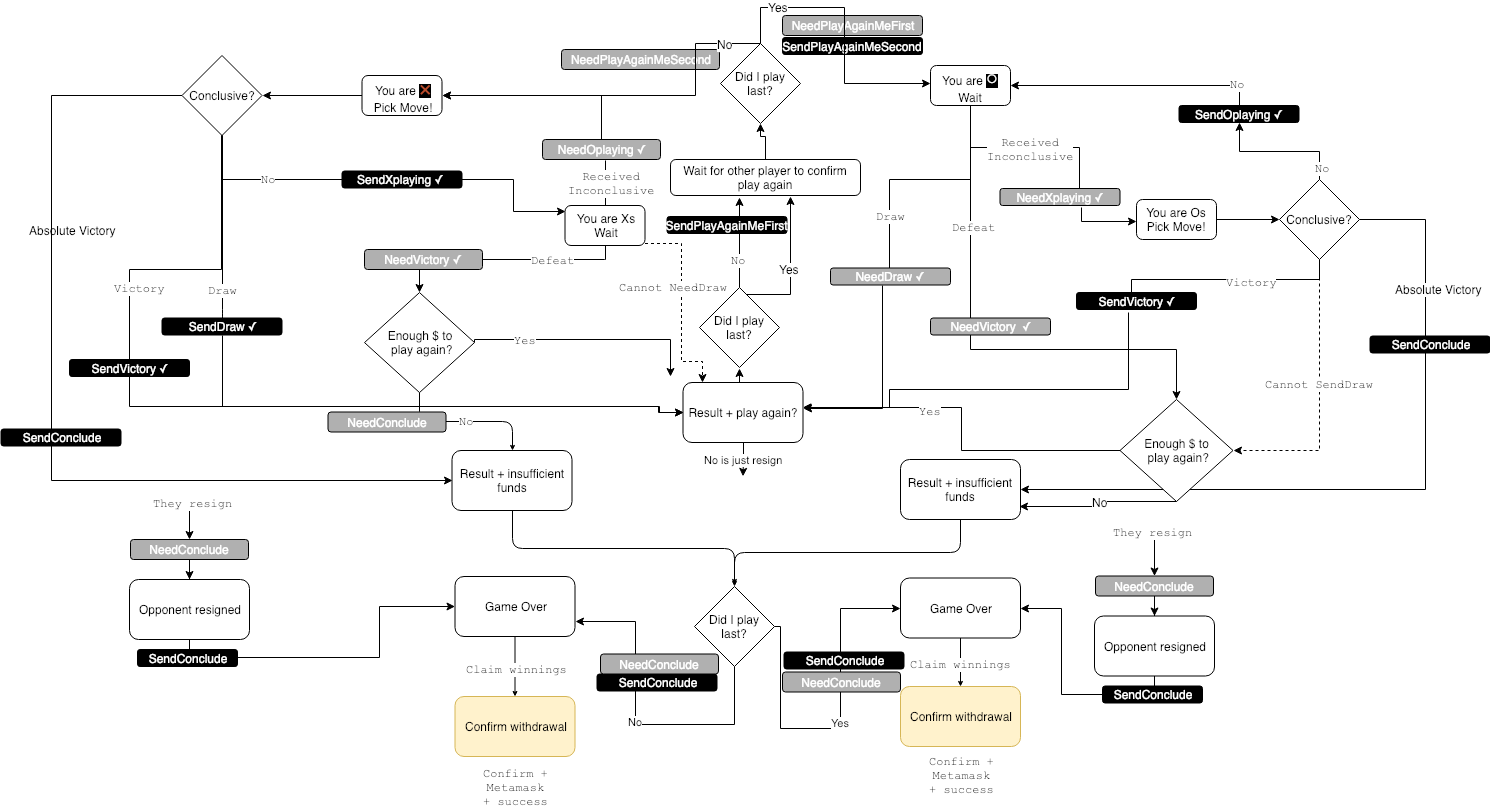 Yes
NeedPlayAgainMeFirst
SendPlayAgainMeSecond
No
NeedPlayAgainMeSecond
Did I play
last?
Conclusive?
You are
Pick Move!
You are
Wait
No
SendOplaying ✓
NeedOplaying ✓
Received
Inconclusive
Received
Inconclusive
Wait for other player to confirm
play again
No
SendXplaying ✓
No
NeedXplaying ✓
You are Xs
Wait
SendPlayAgainMeFirst
Draw
Defeat
You are Os
Pick Move!
Conclusive?
Absolute Victory
NeedVictory ✓
Defeat
No
Yes
NeedDraw ✓
Victory
Draw
Cannot NeedDraw
Victory
Absolute Victory
SendVictory ✓
SendDraw ✓
Enough $ to
play again?
Yes
Did I play
last?
NeedVictory ✓
SendConclude
SendVictory ✓
Cannot SendDraw
NeedConclude
No
Result + play again?
Yes
SendConclude
No is just resign
Enough $ to
play again?
Result + insufficient
funds
Result + insufficient
funds
No
They resign
NeedConclude
They resign
Opponent resigned
Game Over
Did I play
last?
Game Over
NeedConclude
Opponent resigned
SendConclude
Claim winnings
NeedConclude
SendConclude
SendConclude
NeedConclude
Claim winnings
SendConclude
No
Yes
Confirm withdrawal
Confirm withdrawal
Confirm +
Metamask
+ success
Confirm +
Metamask
+ success